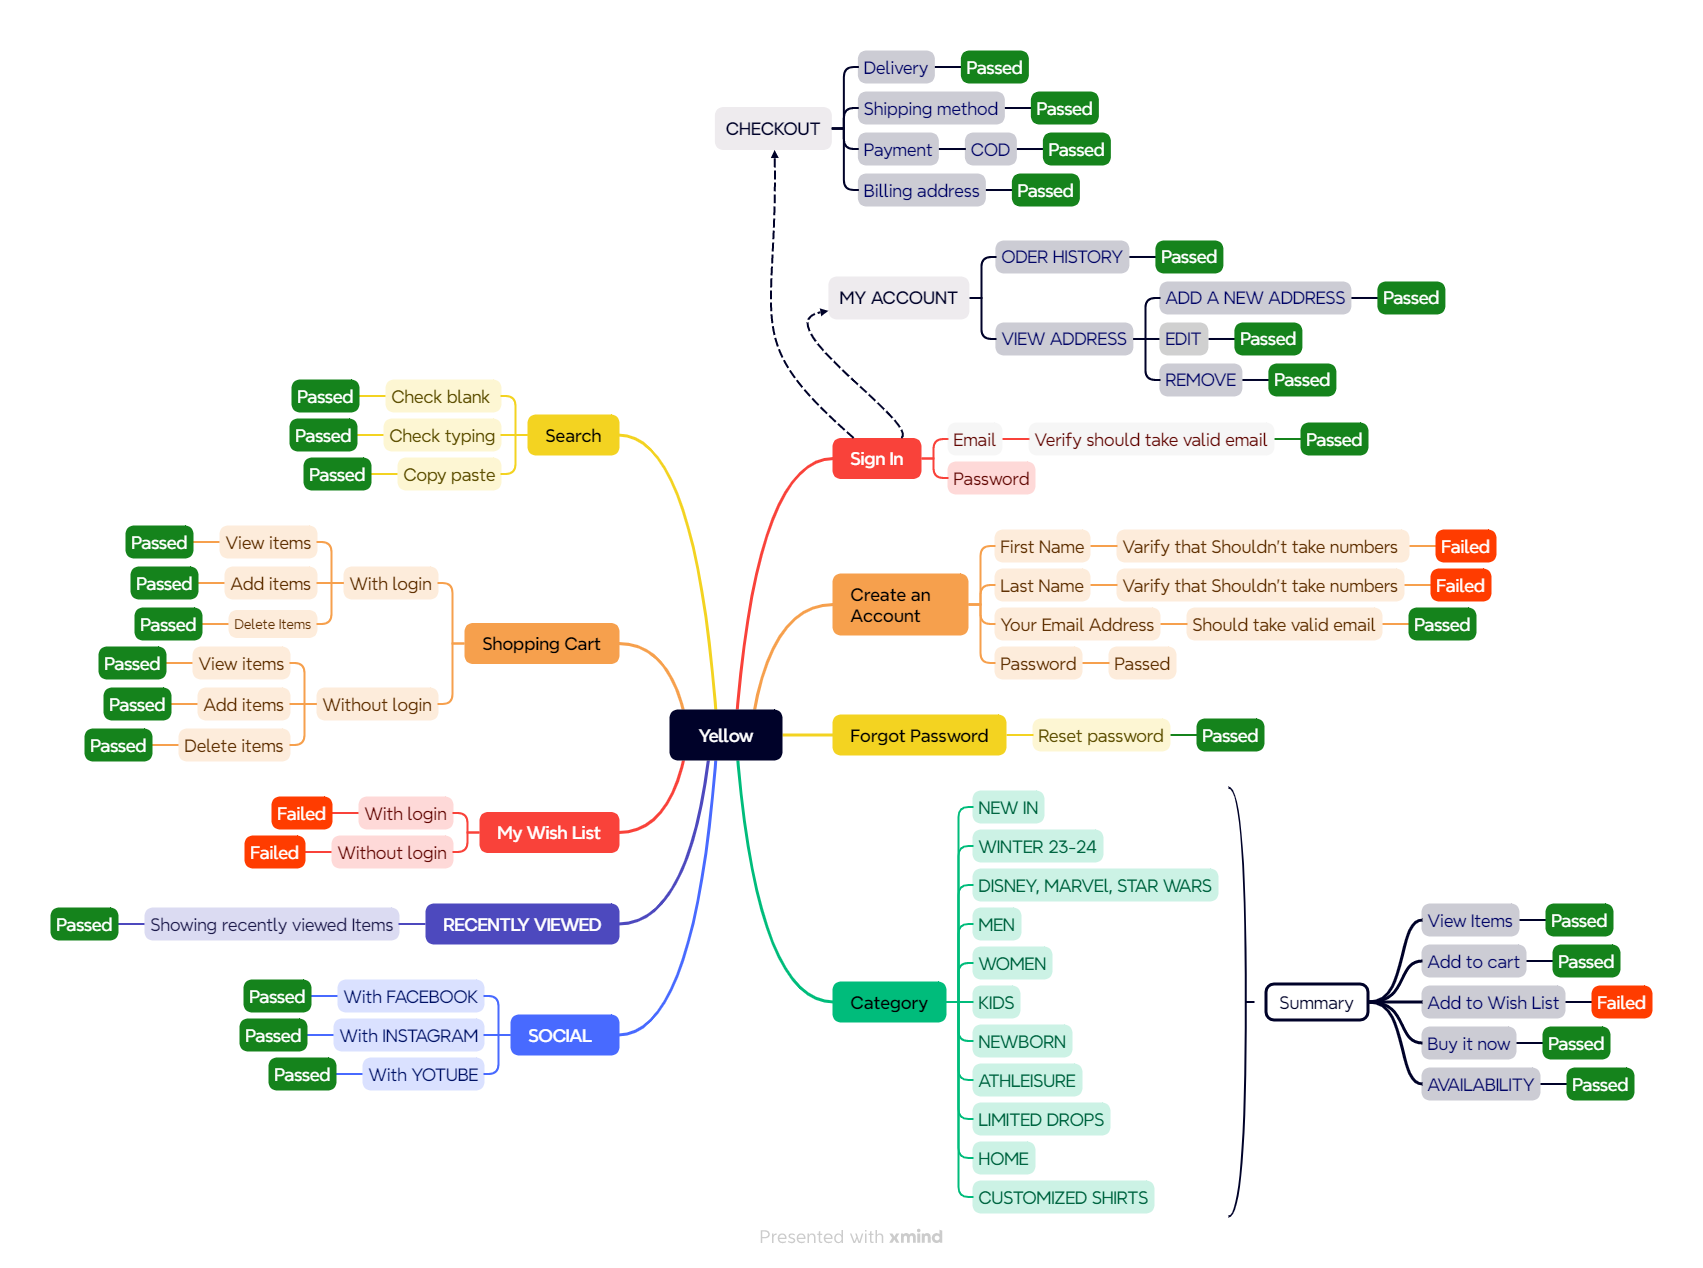 CHECKOUT
Delivery
Passed
Shipping method
Passed
Payment
COD
Passed
Billing address
Passed
MY ACCOUNT
ODER HISTORY
Passed
VIEW ADDRESS
ADD A NEW ADDRESS
Passed
EDIT
Passed
REMOVE
Passed
Sign In
Email
Verify should take valid email
Passed
Password
Create an
Account
First Name
Varify that Shouldn't take numbers
Failed
Last Name
Varify that Shouldn't take numbers
Failed
Your Email Address
Should take valid email
Passed
Password
Passed
Yellow
Forgot Password
Reset password
Passed
Category
NEW IN
WINTER 23-24
DISNEY, MARVEl, STAR WARS
MEN
WOMEN
KIDS
NEWBORN
ATHLEISURE
LIMITED DROPS
HOME
CUSTOMIZED SHIRTS
Summary
View Items
Passed
Add to cart
Passed
Add to Wish List
Failed
Buy it now
Passed
AVAILABILITY
Passed
Search
Check blank
Passed
Check typing
Passed
Copy paste
Passed
Shopping Cart
With login
View items
Passed
Add items
Passed
Delete Items
Passed
Without login
View items
Passed
Add items
Passed
Delete items
Passed
My Wish List
With login
Failed
Without login
Failed
RECENTLY VIEWED
Showing recently viewed Items
Passed
SOCIAL
With FACEBOOK
Passed
With INSTAGRAM
Passed
With YOTUBE
Passed
Presented with xmind